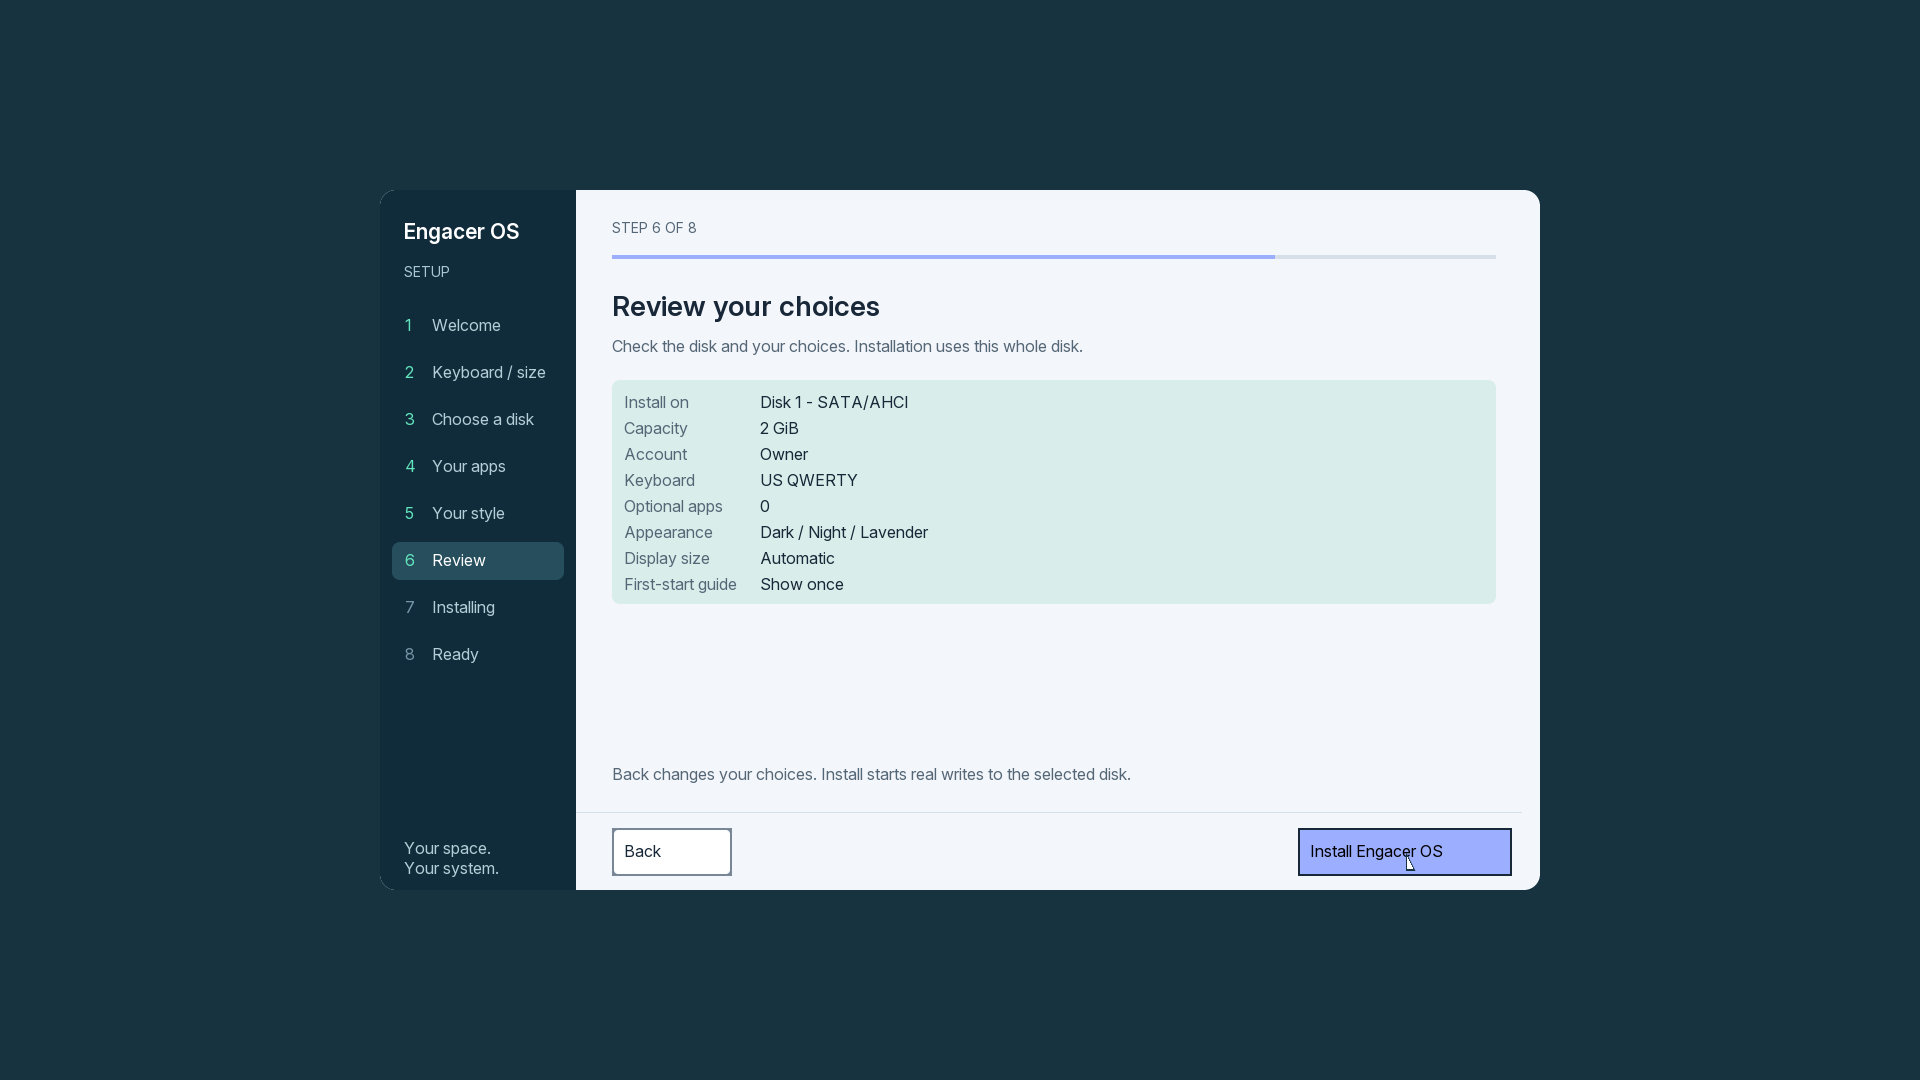 Engacer OS
SETUP
1 Welcome
2 Keyboard / size
3 Choose a disk
4 Your apps
5 Your style
6 Review
7 Installing
8 Ready
Your space.
Your system.
STEP 6 OF 8
Review your choices
Check the disk and your choices. Installation uses this whole disk.
Install on Disk 1 - SATA/AHCI
Capacity 2 GiB
Account Owner
Keyboard US QWERTY
Optional apps 0
Appearance Dark / Night / Lavender
Display size Automatic
First-start guide Show once
Back changes your choices. Install starts real writes to the selected disk.
Back
Install Engacer OS